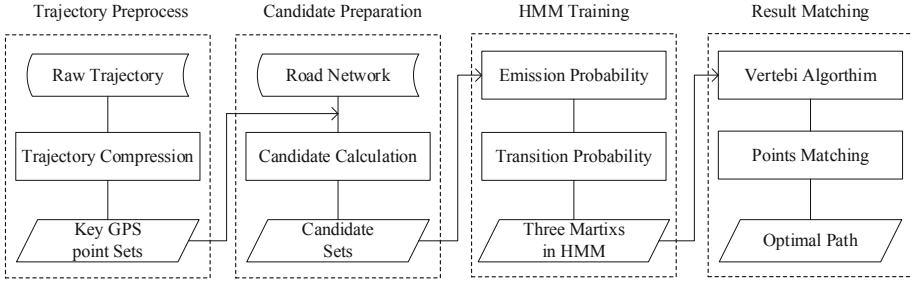 Trajectory Preprocess
Raw Trajectory
Trajectory Compression
Key GPS
point Sets
Candidate Preparation
Road Network
Candidate Calculation
Candidate
Sets
HMM Training
Emission Probability
Transition Probability
Three Martixs
in HMM
Result Matching
Vertebi Algorthim
Points Matching
Optimal Path